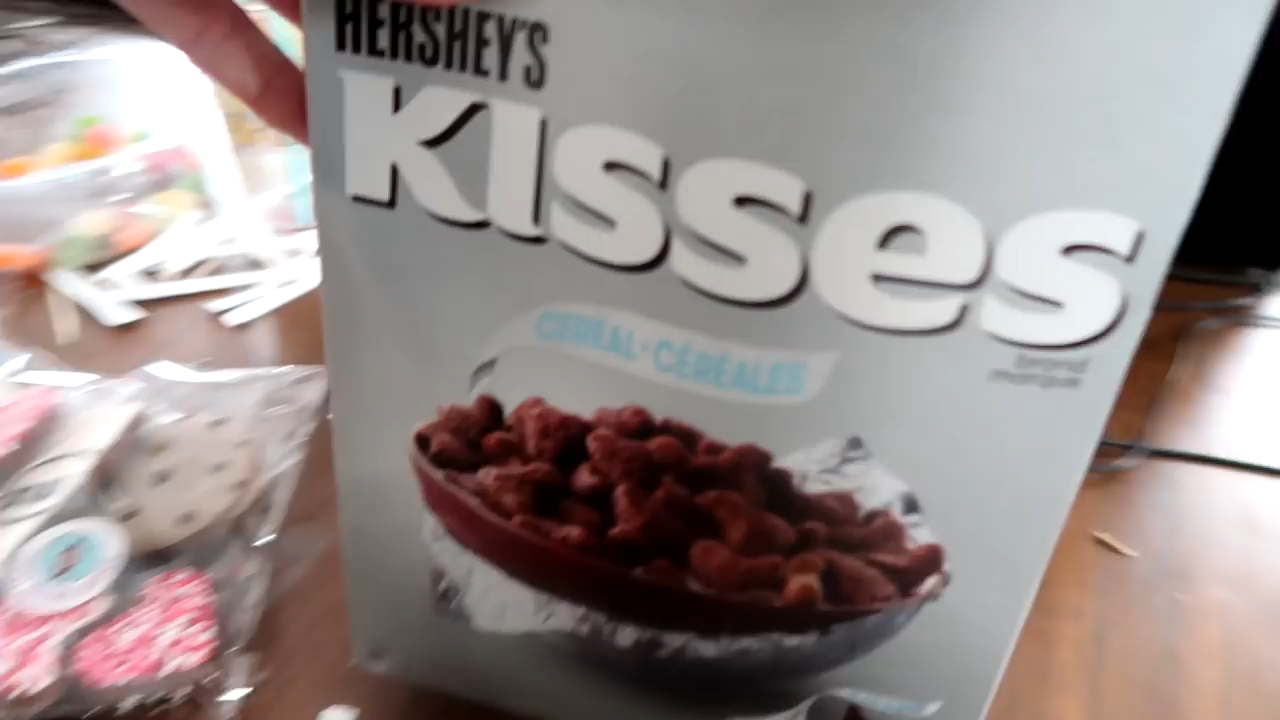 HERSHEY'S
KISSES
CEREAL • CÉRÉALES
brand
marque